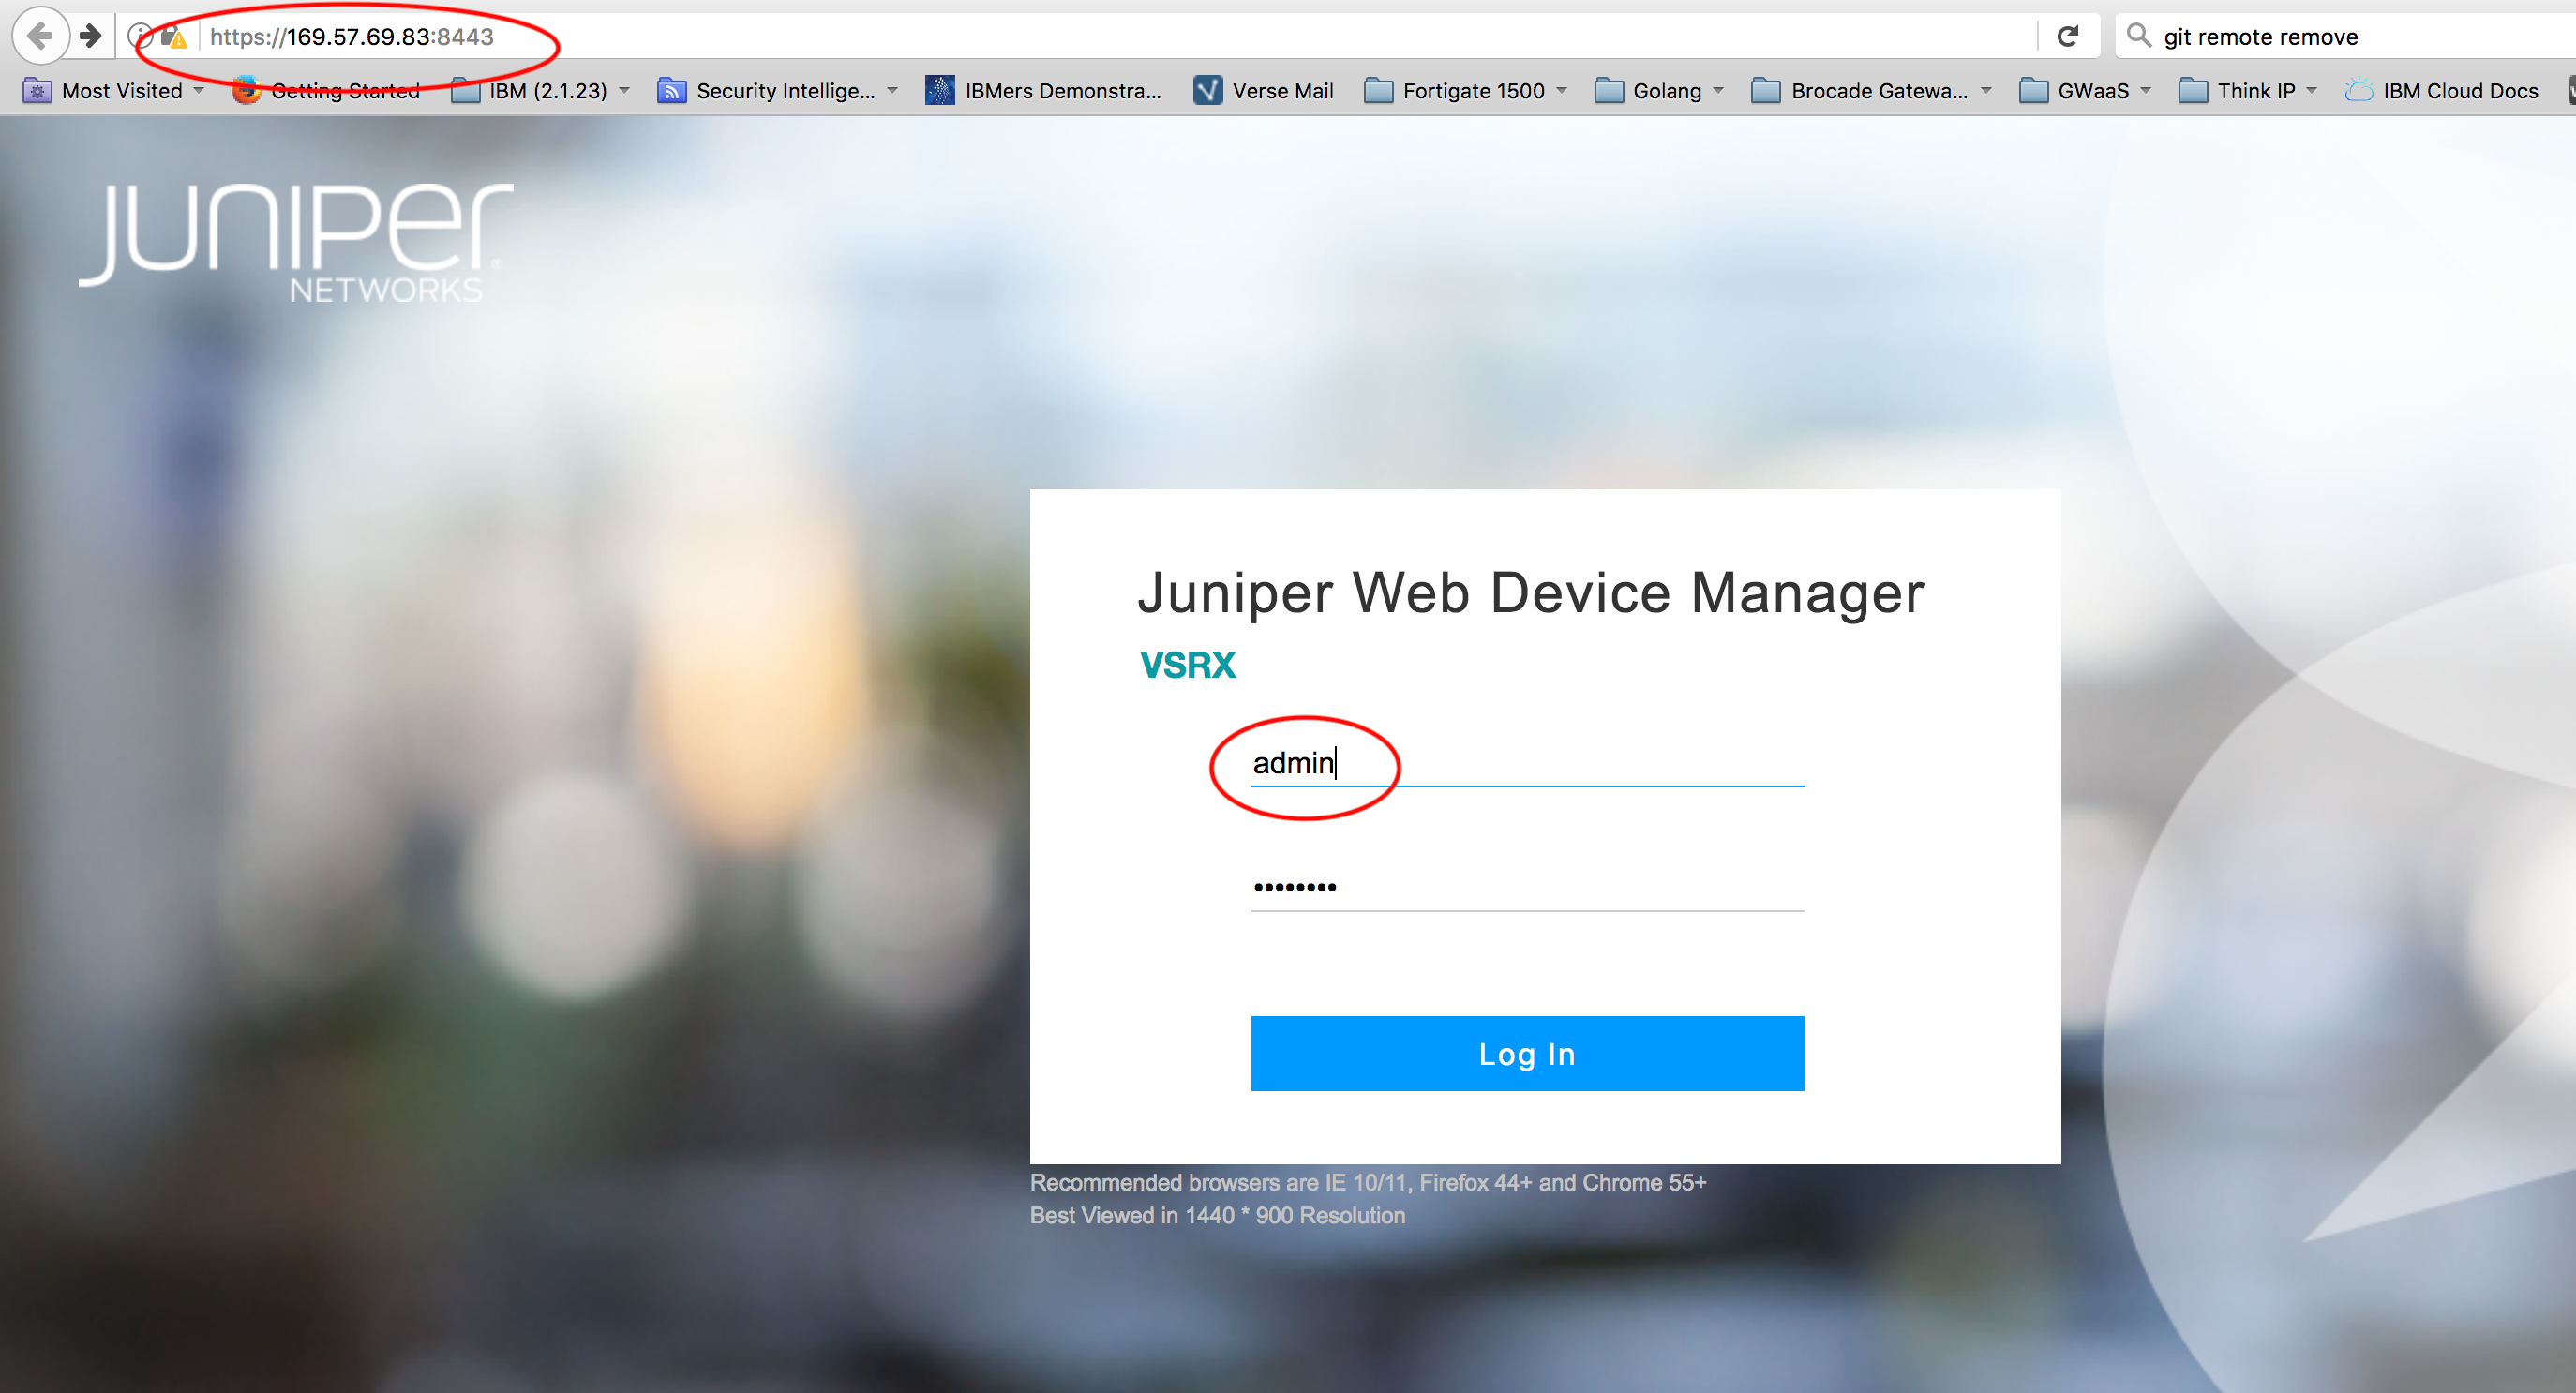 https://169.57.69.83:8443
git remote remove
Most Visited
Getting Started
IBM (2.1.23)
Security Intellige...
IBMers Demonstra...
Verse Mail
Fortigate 1500
Golang
Brocade Gatewa...
GWaaS
Think IP
IBM Cloud Docs
JUNIPer
NETWORKS
Juniper Web Device Manager
VSRX
admin
••••••••
Log In
Recommended browsers are IE 10/11, Firefox 44+ and Chrome 55+
Best Viewed in 1440 * 900 Resolution